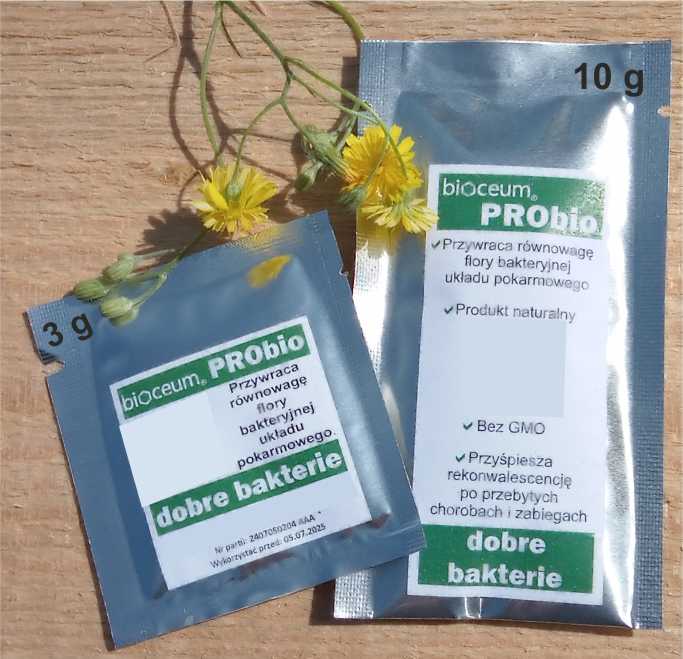 10 g
bioceum®
PRObio
✓Przywraca równowagę
flory bakteryjnej
układu pokarmowego
✓Produkt naturalny
✓ Bez GMO
✓ Przyśpiesza
rekonwalescencję
po przebytych
chorobach i zabiegach
dobre
bakterie
3 g
bioceum® PRObio
Przywraca
równowagę
flory
bakteryjnej
układu
pokarmowego.
dobre bakterie
Nr partii: 2407050204 AAA *
Wykorzystać przed: 05.07.2025